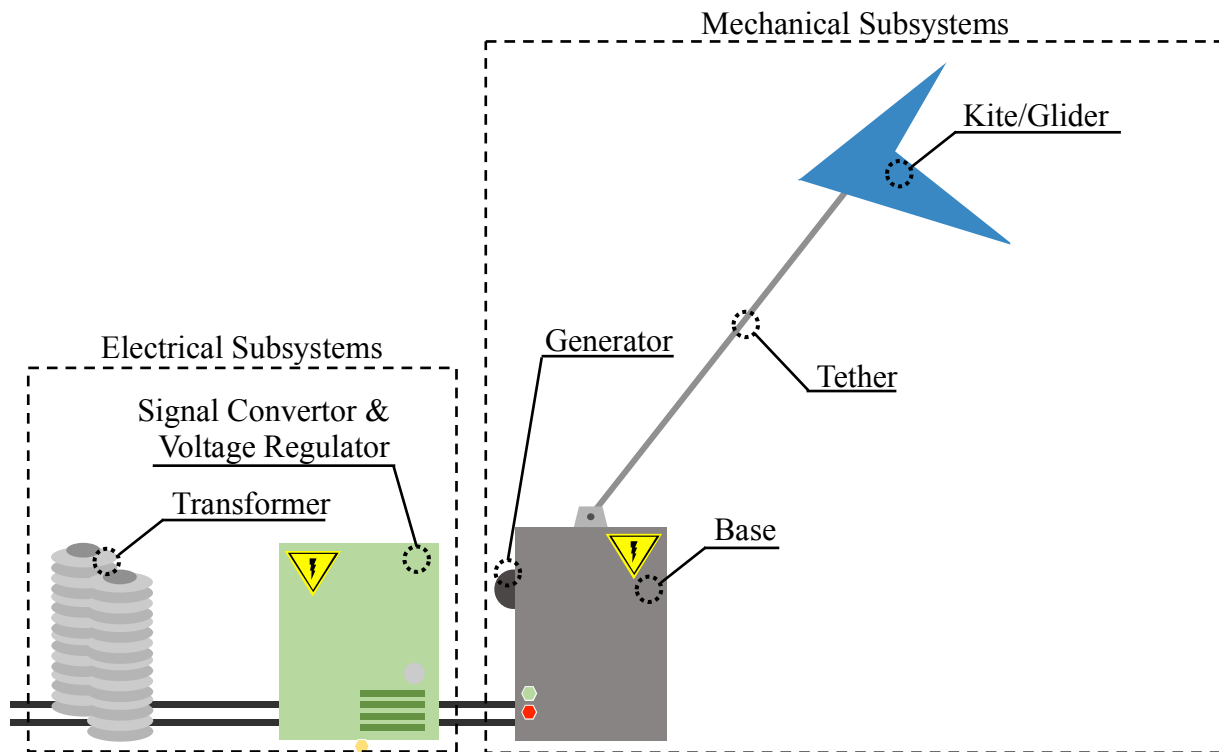 Mechanical Subsystems
Kite/Glider
Generator
Tether
Electrical Subsystems
Signal Convertor &
Voltage Regulator
Transformer
Base